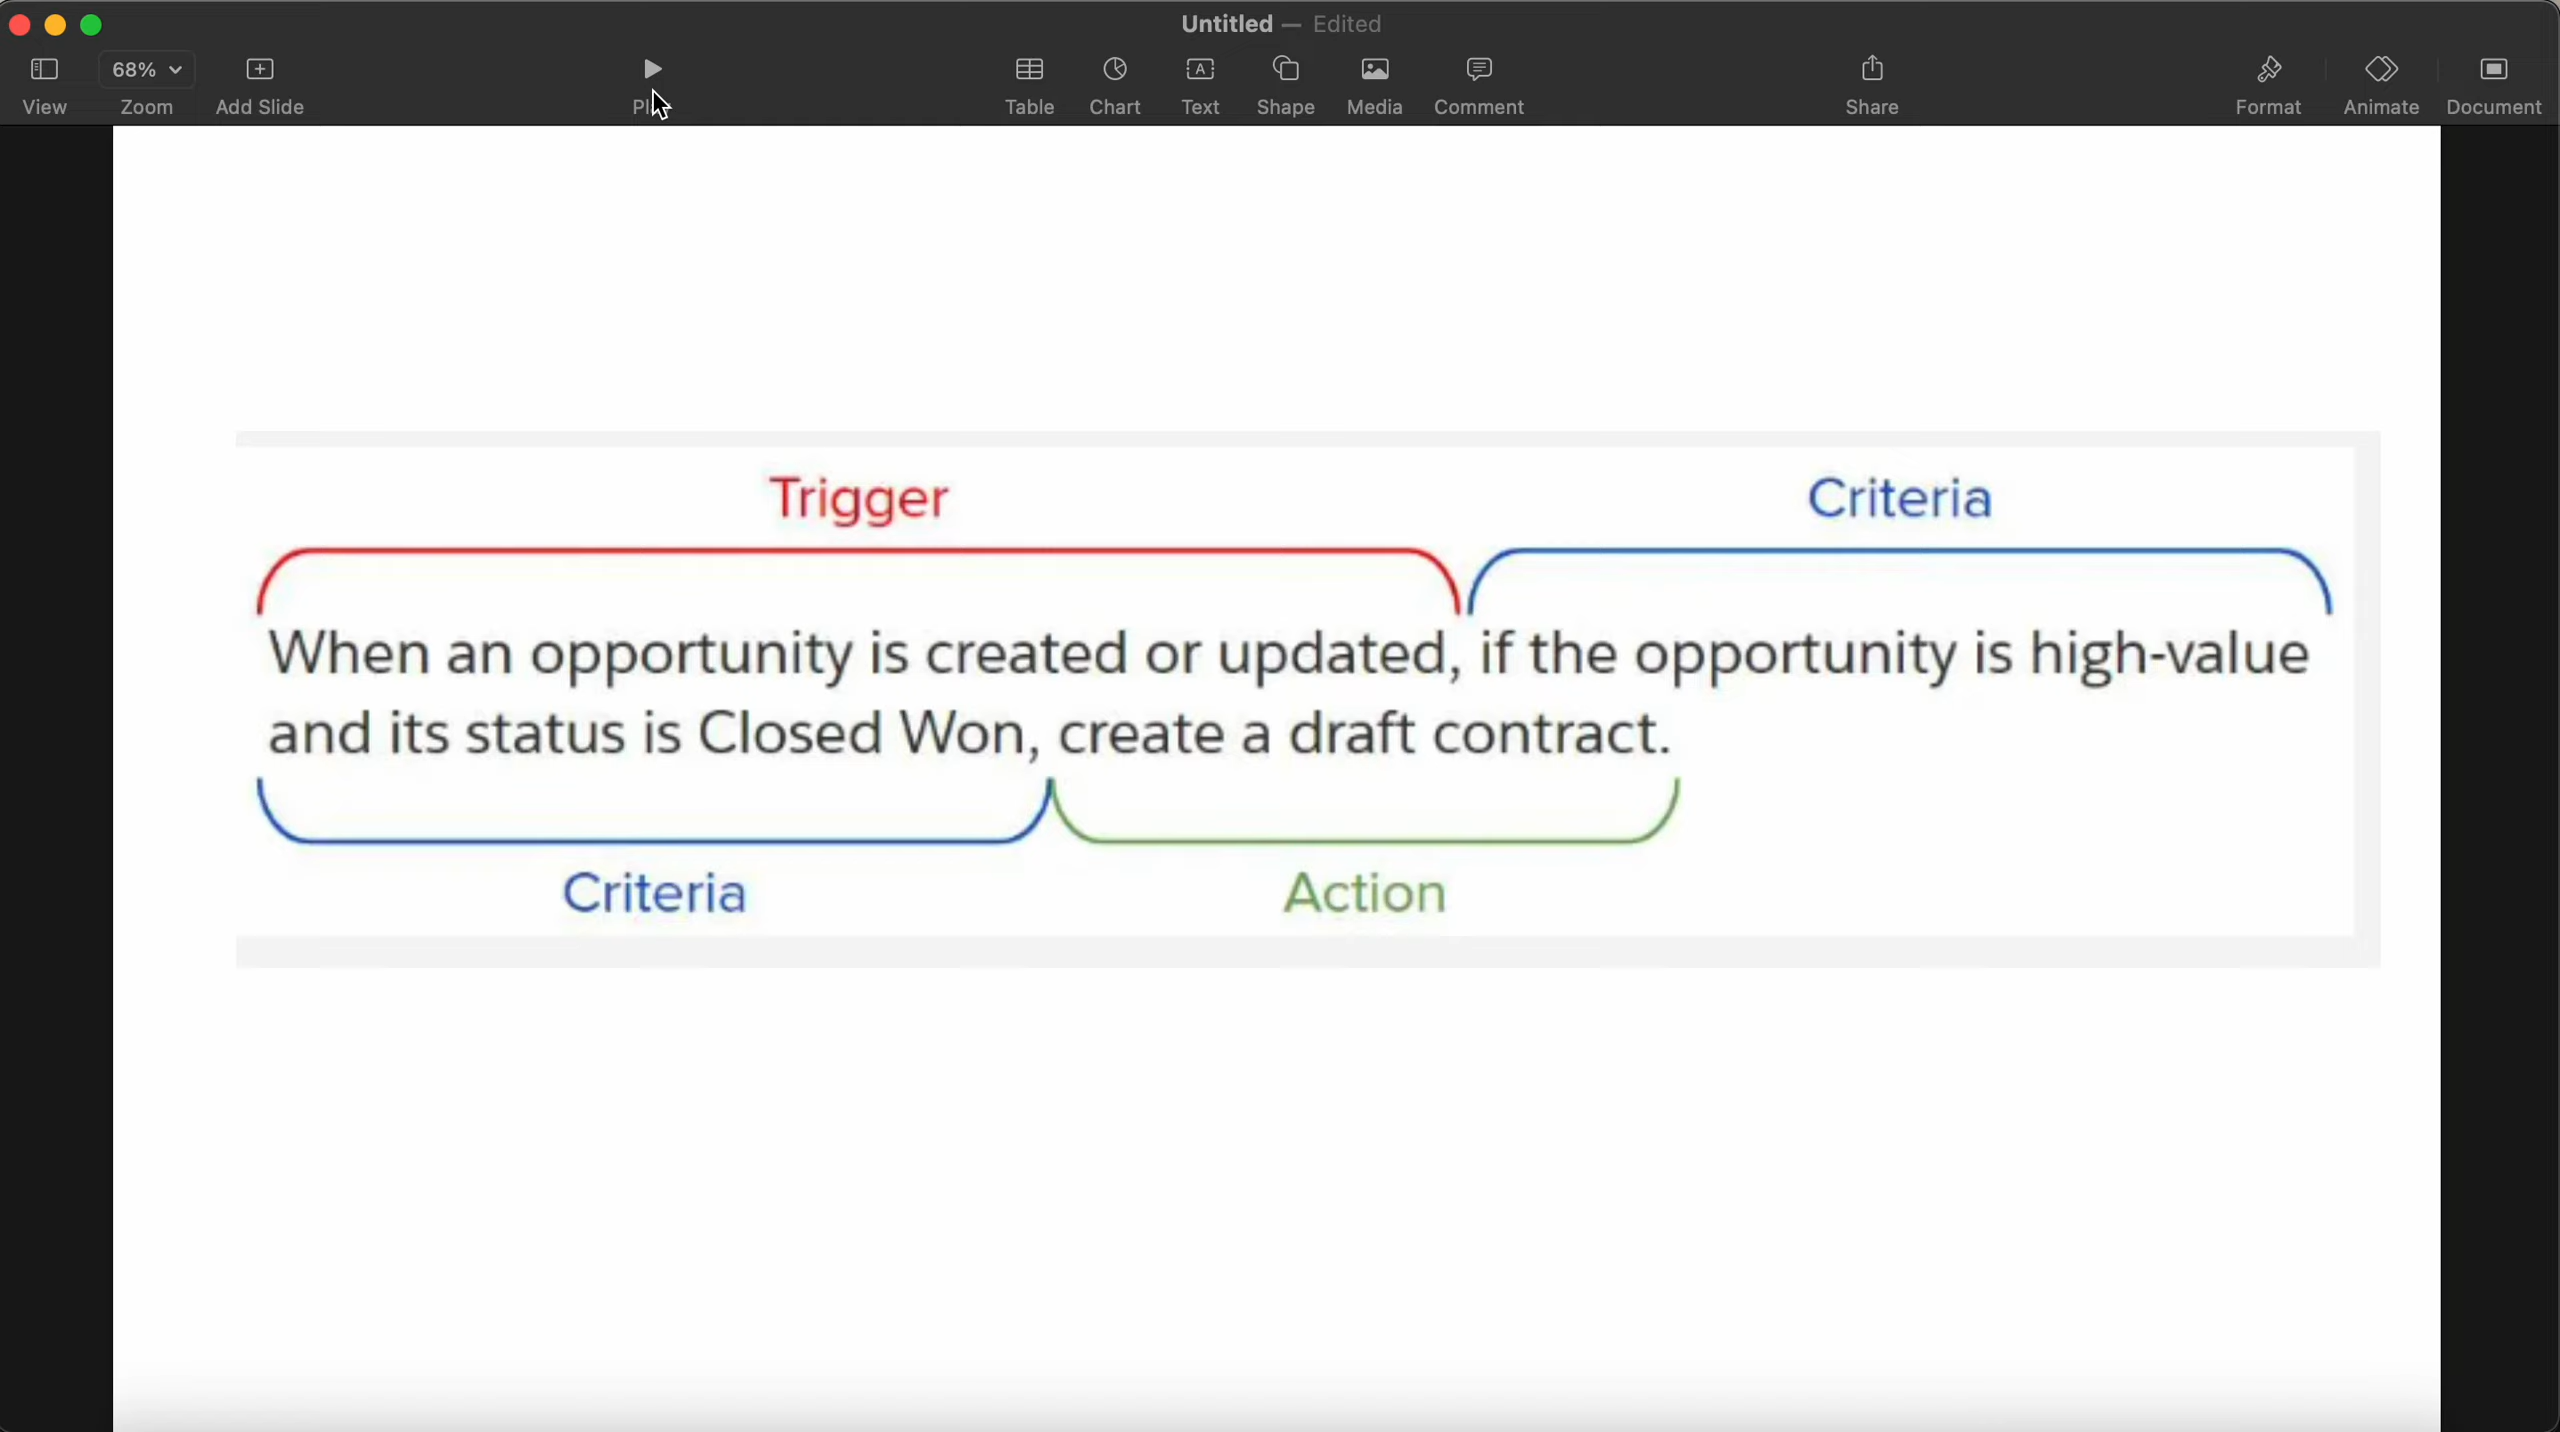 Untitled — Edited
68%
View
Zoom
Add Slide
Table
Chart
Text
Shape
Media
Comment
Share
Format
Animate
Document
Trigger
Criteria
When an opportunity is created or updated, if the opportunity is high-value
and its status is Closed Won, create a draft contract.
Criteria
Action